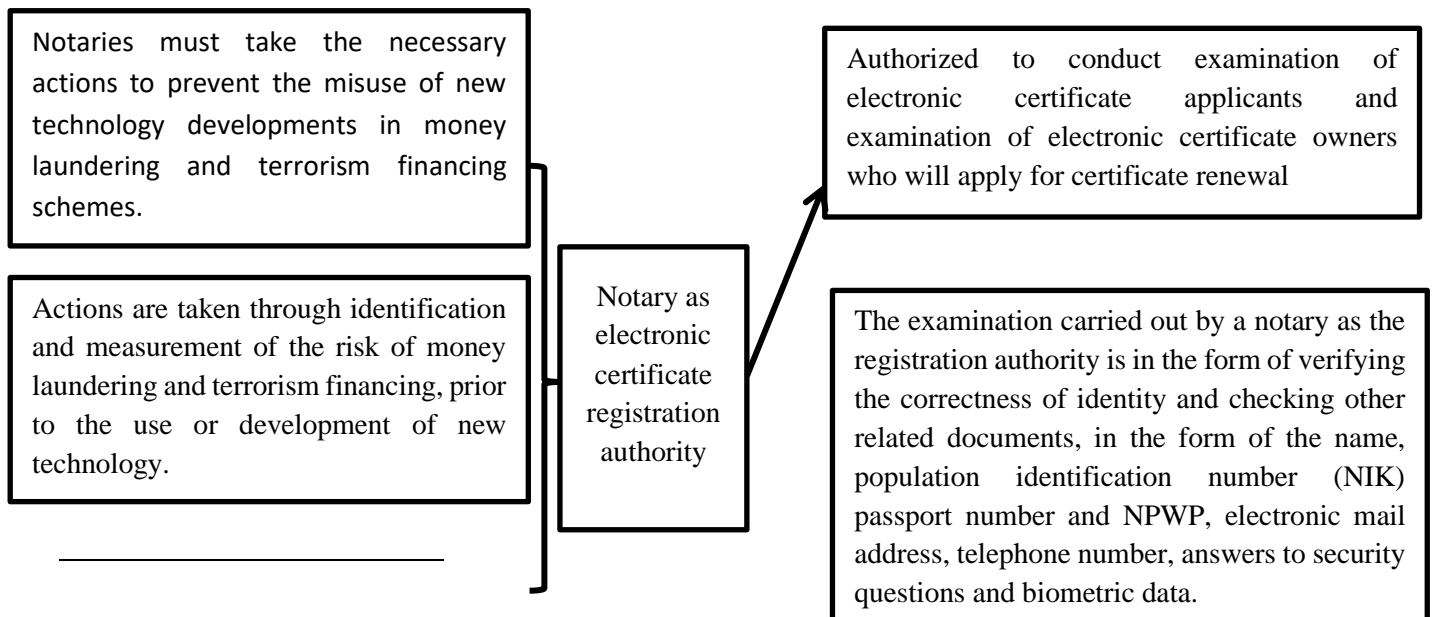 Notaries must take the necessary
actions to prevent the misuse of new
technology developments in money
laundering and terrorism financing
schemes.
Actions are taken through identification
and measurement of the risk of money
laundering and terrorism financing, prior
to the use or development of new
technology.
Notary as
electronic
certificate
registration
authority
Authorized to conduct examination of
electronic certificate applicants and
examination of electronic certificate owners
who will apply for certificate renewal
The examination carried out by a notary as the
registration authority is in the form of verifying
the correctness of identity and checking other
related documents, in the form of the name,
population identification number (NIK)
passport number and NPWP, electronic mail
address, telephone number, answers to security
questions and biometric data.